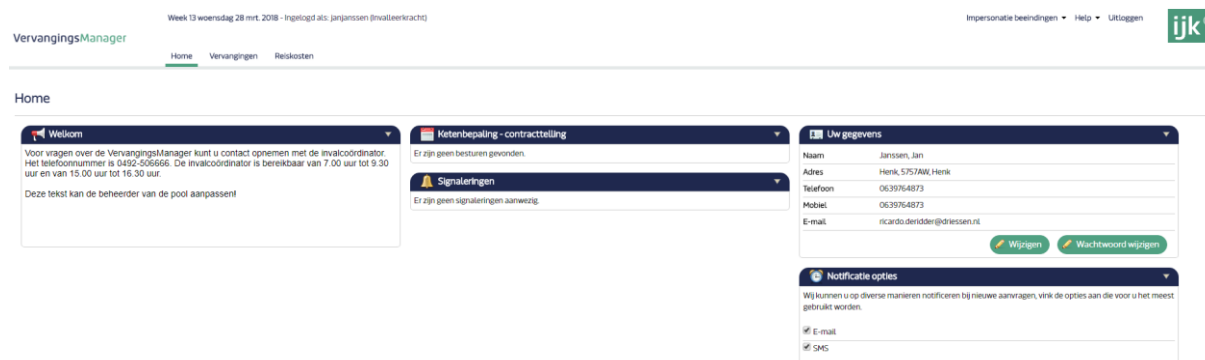 Week 13 woensdag 28 mrt. 2018 - Ingelogd als: janjanssen (Invalleerkracht)
Impersonatie beeindingen Help Uitloggen
ijk
VervangingsManager
Home Vervangingen Reiskosten
Home
Welkom
Voor vragen over de VervangingsManager kunt u contact opnemen met de invalcoördinator.
Het telefoonnummer is 0492-506666. De invalcoördinator is bereikbaar van 7.00 uur tot 9.30
uur en van 15.00 uur tot 16.30 uur.
Deze tekst kan de beheerder van de pool aanpassen!
Ketenbepaling - contracttelling
Er zijn geen besturen gevonden.
Signaleringen
Er zijn geen signaleringen aanwezig.
Uw gegevens
Naam Janssen, Jan
Adres Henk, 5757AW, Henk
Telefoon 0639764873
Mobiel 0639764873
E-mail ricardo.deridder@driessen.nl
Wijzigen Wachtwoord wijzigen
Notificatie opties
Wij kunnen u op diverse manieren notificeren bij nieuwe aanvragen, vink de opties aan die voor u het meest
gebruikt worden.
E-mail
SMS